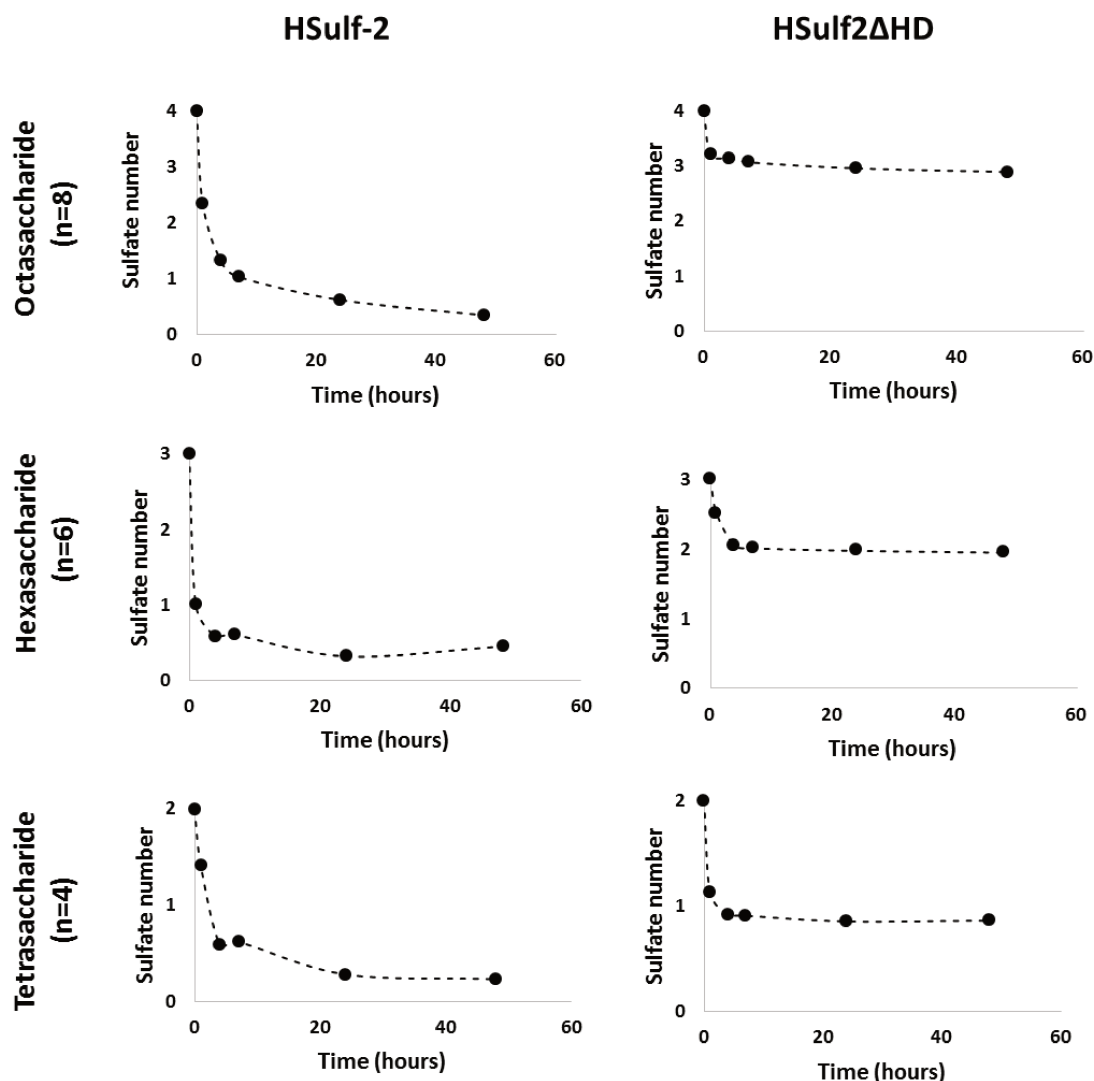 HSulf-2
HSulf2ΔHD
Octasaccharide
(n=8)
Sulfate number
4
3
2
1
0
0
20
40
60
Time (hours)
Sulfate number
4
3
2
1
0
0
20
40
60
Time (hours)
Hexasaccharide
(n=6)
Sulfate number
3
2
1
0
0
20
40
60
Time (hours)
Sulfate number
3
2
1
0
0
20
40
60
Time (hours)
Tetrasaccharide
(n=4)
Sulfate number
2
1
0
0
20
40
60
Time (hours)
Sulfate number
2
1
0
0
20
40
60
Time (hours)